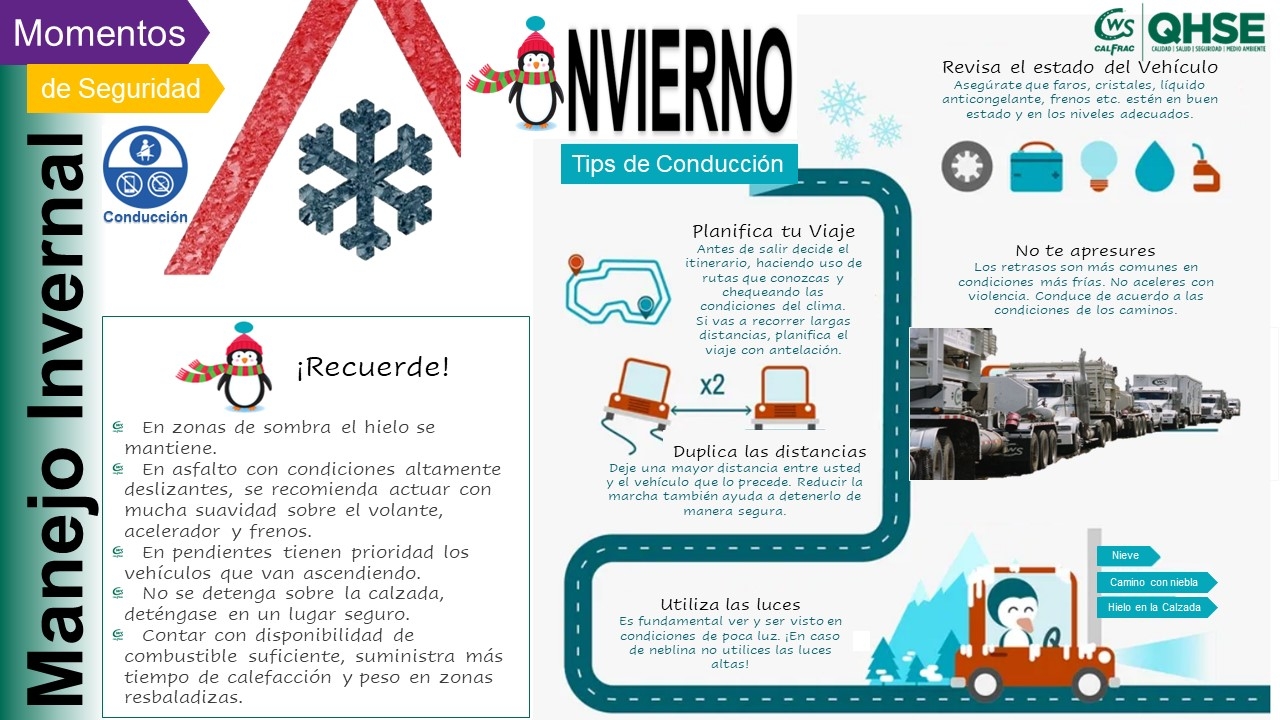 Momentos
de Seguridad
Conducción
Manejo Invernal
¡Recuerde!
En zonas de sombra el hielo se
mantiene.
En asfalto con condiciones altamente
deslizantes, se recomienda actuar con
mucha suavidad sobre el volante,
acelerador y frenos.
En pendientes tienen prioridad los
vehículos que van ascendiendo.
No se detenga sobre la calzada,
deténgase en un lugar seguro.
Contar con disponibilidad de
combustible suficiente, suministra más
tiempo de calefacción y peso en zonas
resbaladizas.
NVIERNO
Tips de Conducción
Planifica tu Viaje
Antes de salir decide el
itinerario, haciendo uso de
rutas que conozcas y
chequeando las
condiciones del clima.
Si vas a recorrer largas
distancias, planifica el
viaje con antelación.
x2
Duplica las distancias
Deje una mayor distancia entre usted
y el vehículo que lo precede. Reducir la
marcha también ayuda a detenerlo de
manera segura.
Utiliza las luces
Es fundamental ver y ser visto en
condiciones de poca luz. ¡En caso
de neblina no utilices las luces
altas!
CWS
CALFRAC
QHSE
CALIDAD | SALUD | SEGURIDAD | MEDIO AMBIENTE
Revisa el estado del Vehículo
Asegúrate que faros, cristales, líquido
anticongelante, frenos etc. estén en buen
estado y en los niveles adecuados.
No te apresures
Los retrasos son más comunes en
condiciones más frías. No aceleres con
violencia. Conduce de acuerdo a las
condiciones de los caminos.
Nieve
Camino con niebla
Hielo en la Calzada